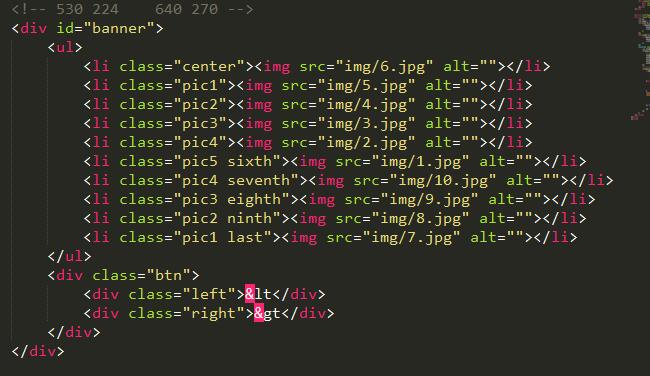 <!-- 530 224    640 270 -->
<div id="banner">
    <ul>
        <li class="center"><img src="img/6.jpg" alt=""></li>
        <li class="pic1"><img src="img/5.jpg" alt=""></li>
        <li class="pic2"><img src="img/4.jpg" alt=""></li>
        <li class="pic3"><img src="img/3.jpg" alt=""></li>
        <li class="pic4"><img src="img/2.jpg" alt=""></li>
        <li class="pic5 sixth"><img src="img/1.jpg" alt=""></li>
        <li class="pic4 seventh"><img src="img/10.jpg" alt=""></li>
        <li class="pic3 eighth"><img src="img/9.jpg" alt=""></li>
        <li class="pic2 ninth"><img src="img/8.jpg" alt=""></li>
        <li class="pic1 last"><img src="img/7.jpg" alt=""></li>
    </ul>
    <div class="btn">
        <div class="left">&lt</div>
        <div class="right">&gt</div>
    </div>
</div>